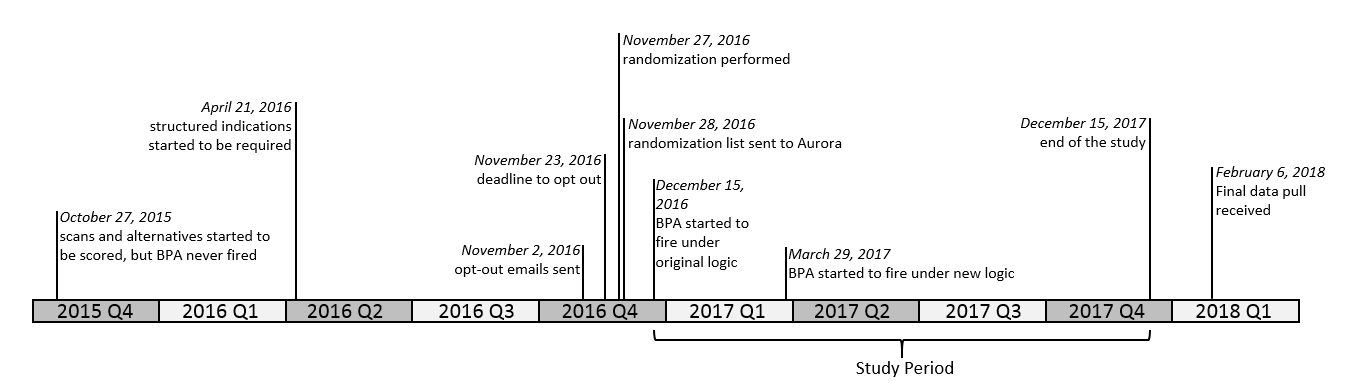 November 27, 2016
randomization performed
April 21, 2016
structured indications
started to be required
November 28, 2016
randomization list sent to Aurora
December 15, 2017
end of the study
November 23, 2016
deadline to opt out
February 6, 2018
Final data pull
received
December 15,
2016
BPA started to
fire under
original logic
October 27, 2015
scans and alternatives started to
be scored, but BPA never fired
November 2, 2016
opt-out emails sent
March 29, 2017
BPA started to fire under new logic
2015 Q4 2016 Q1 2016 Q2 2016 Q3 2016 Q4 2017 Q1 2017 Q2 2017 Q3 2017 Q4 2018 Q1
Study Period